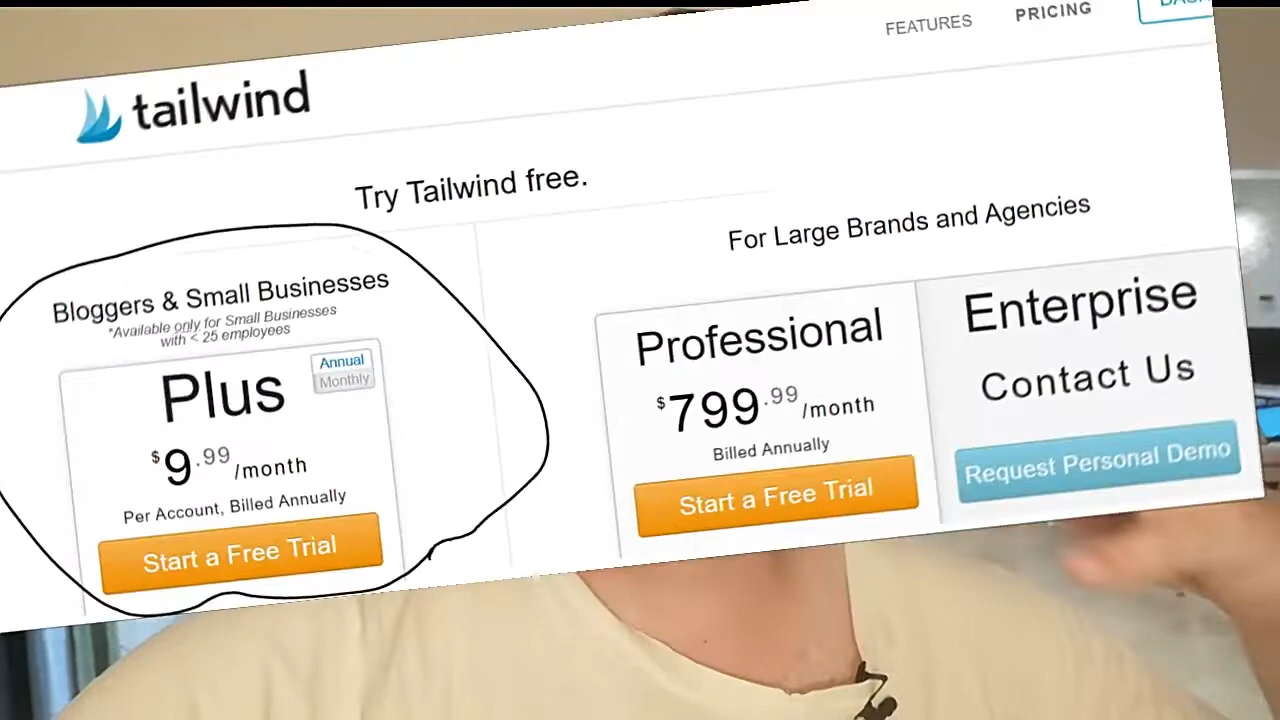 FEATURES
PRICING
tailwind
Try Tailwind free.
Bloggers & Small Businesses
*Available only for Small Businesses
with < 25 employees
Plus
Annual
Monthly
$9.99/month
Per Account, Billed Annually
Start a Free Trial
For Large Brands and Agencies
Professional
$799.99/month
Billed Annually
Start a Free Trial
Enterprise
Contact Us
Request Personal Demo